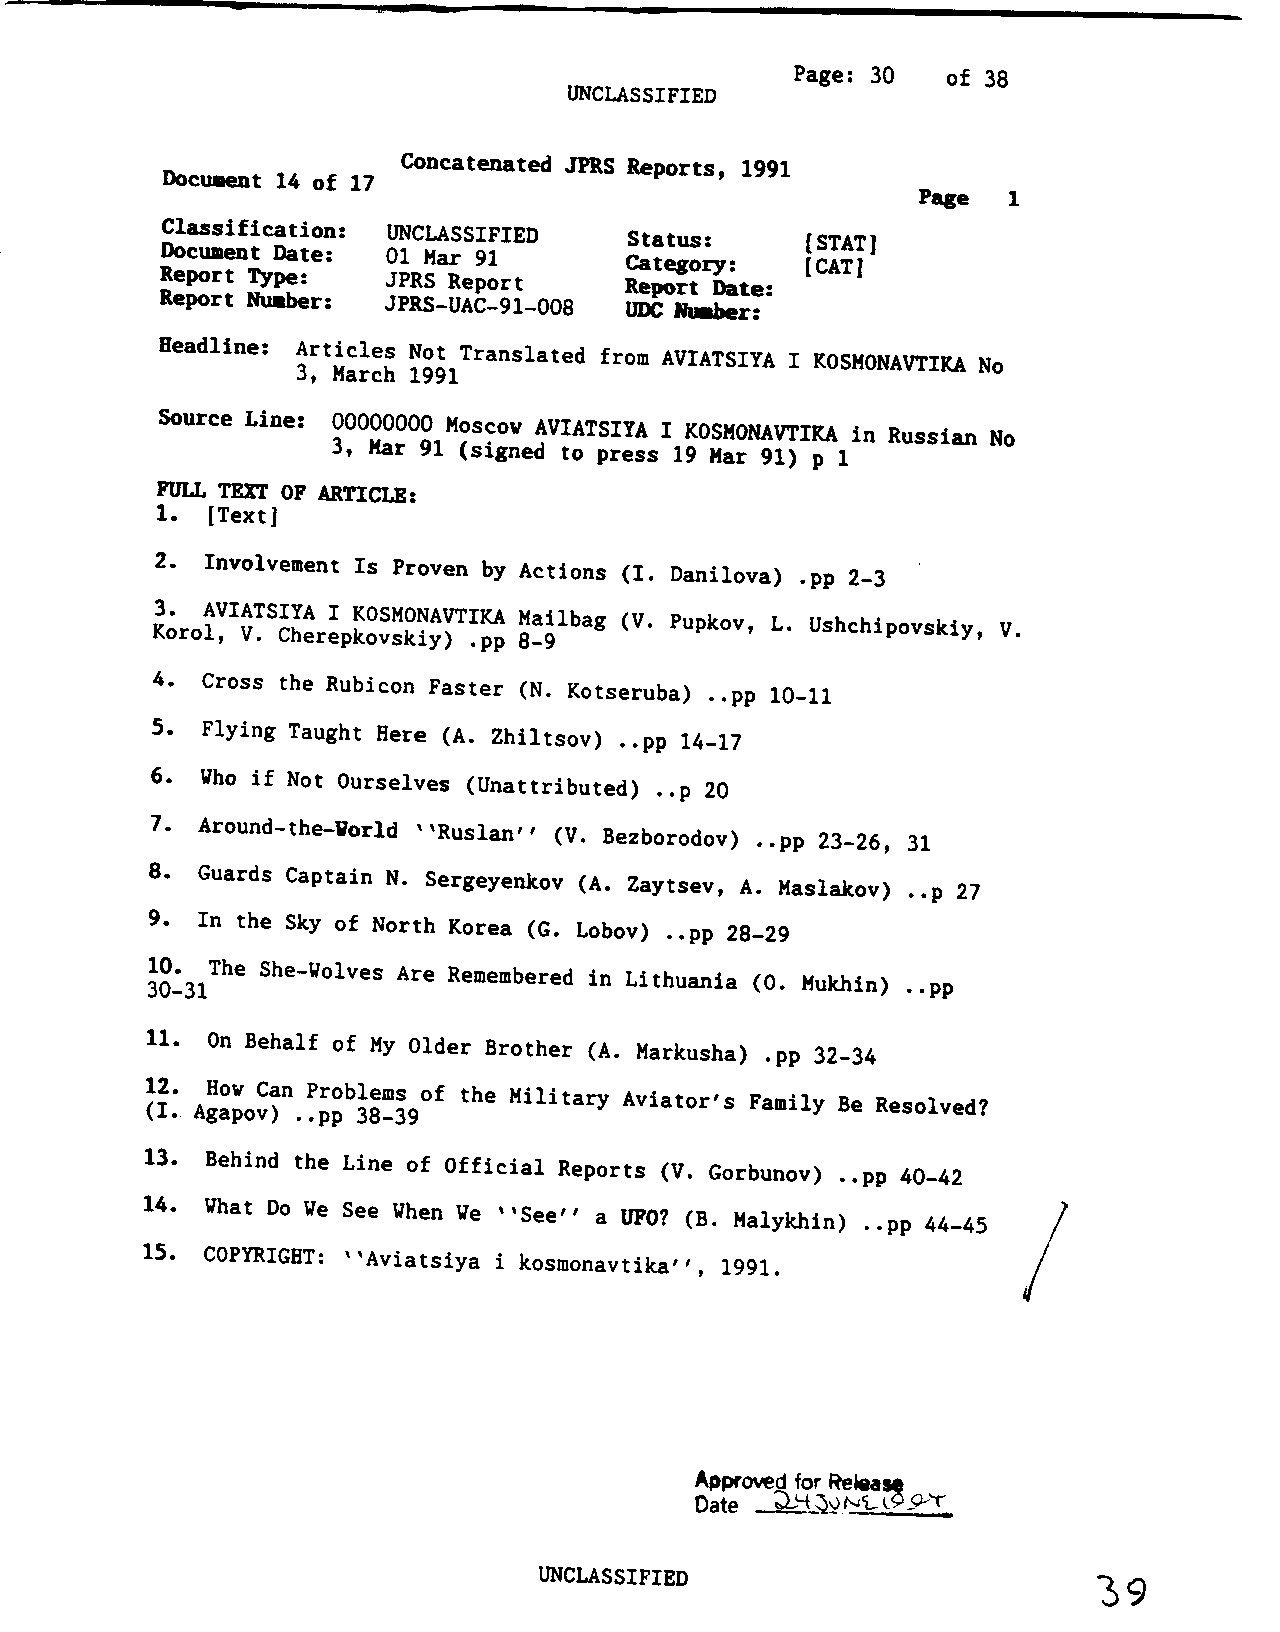 Page: 30 of 38
UNCLASSIFIED
Concatenated JPRS Reports, 1991
Document 14 of 17
Page 1
Classification: UNCLASSIFIED Status: [STAT]
Document Date: 01 Mar 91 Category: [CAT]
Report Type: JPRS Report Report Date:
Report Number: JPRS-UAC-91-008 UDC Number:
Headline: Articles Not Translated from AVIATSIYA I KOSMONAVTIKA No
3, March 1991
Source Line: 00000000 Moscow AVIATSIYA I KOSMONAVTIKA in Russian No
3, Mar 91 (signed to press 19 Mar 91) p 1
FULL TEXT OF ARTICLE:
1. [Text]
2. Involvement Is Proven by Actions (I. Danilova) .pp 2-3
3. AVIATSIYA I KOSMONAVTIKA Mailbag (V. Pupkov, L. Ushchipovskiy, V.
Korol, V. Cherepkovskiy) .pp 8-9
4. Cross the Rubicon Faster (N. Kotseruba) ..pp 10-11
5. Flying Taught Here (A. Zhiltsov) ..pp 14-17
6. Who if Not Ourselves (Unattributed) ..p 20
7. Around-the-World ``Ruslan'' (V. Bezborodov) ..pp 23-26, 31
8. Guards Captain N. Sergeyenkov (A. Zaytsev, A. Maslakov) ..p 27
9. In the Sky of North Korea (G. Lobov) ..pp 28-29
10. The She-Wolves Are Remembered in Lithuania (O. Mukhin) ..pp
30-31
11. On Behalf of My Older Brother (A. Markusha) .pp 32-34
12. How Can Problems of the Military Aviator's Family Be Resolved?
(I. Agapov) ..pp 38-39
13. Behind the Line of Official Reports (V. Gorbunov) ..pp 40-42
14. What Do We See When We ``See'' a UFO? (B. Malykhin) ..pp 44-45
15. COPYRIGHT: ``Aviatsiya i kosmonavtika'', 1991.
Approved for Release
Date 24 JUNE 199T
UNCLASSIFIED
39